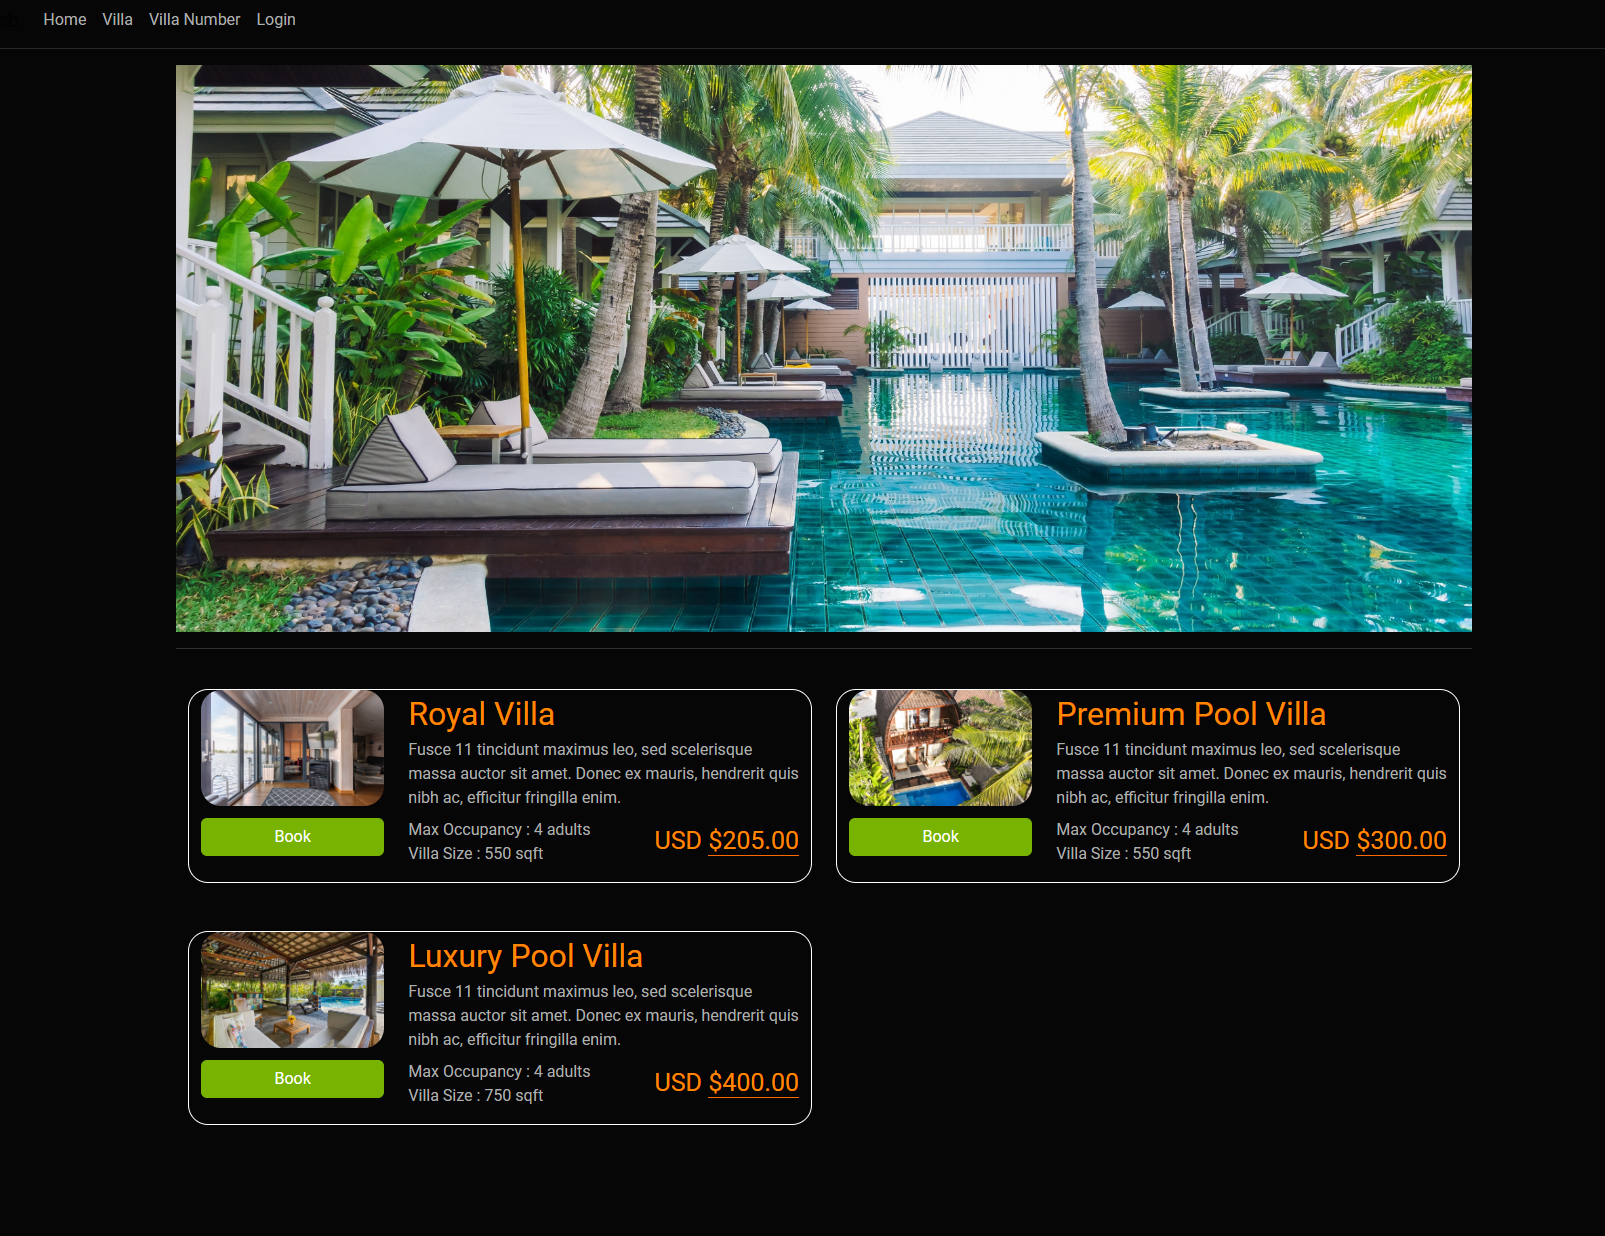 Home Villa Villa Number Login
Royal Villa
Fusce 11 tincidunt maximus leo, sed scelerisque
massa auctor sit amet. Donec ex mauris, hendrerit quis
nibh ac, efficitur fringilla enim.
Book
Max Occupancy : 4 adults
Villa Size : 550 sqft
USD $205.00
Premium Pool Villa
Fusce 11 tincidunt maximus leo, sed scelerisque
massa auctor sit amet. Donec ex mauris, hendrerit quis
nibh ac, efficitur fringilla enim.
Book
Max Occupancy : 4 adults
Villa Size : 550 sqft
USD $300.00
Luxury Pool Villa
Fusce 11 tincidunt maximus leo, sed scelerisque
massa auctor sit amet. Donec ex mauris, hendrerit quis
nibh ac, efficitur fringilla enim.
Book
Max Occupancy : 4 adults
Villa Size : 750 sqft
USD $400.00